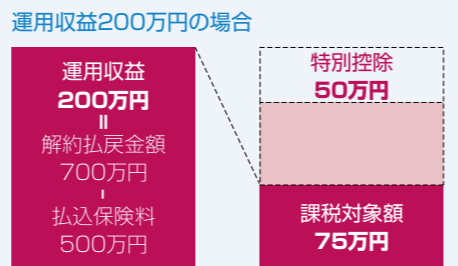 運用収益200万円の場合
運用収益
200万円
=
解約払戻金額
700万円
-
払込保険料
500万円
特別控除
50万円
課税対象額
75万円